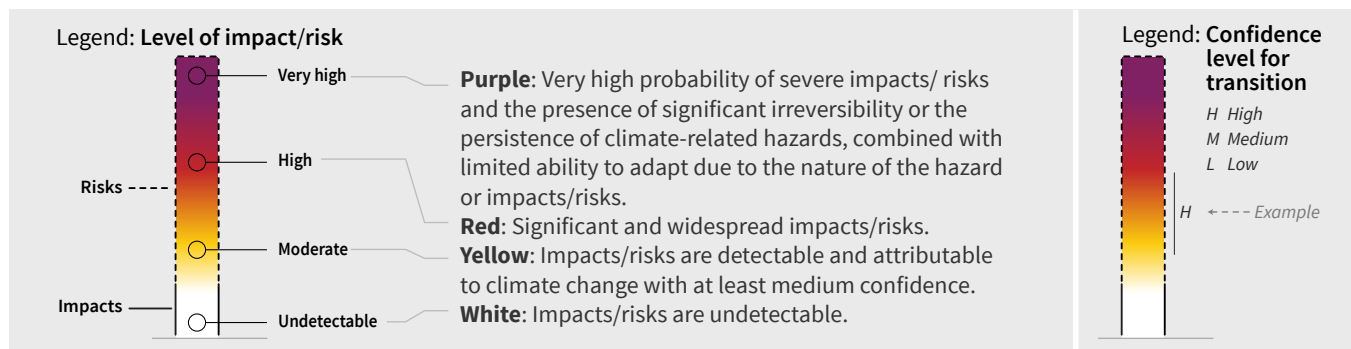 Legend: Level of impact/risk
Very high
High
Moderate
Undetectable
Risks
Impacts
Purple: Very high probability of severe impacts/ risks
and the presence of significant irreversibility or the
persistence of climate-related hazards, combined with
limited ability to adapt due to the nature of the hazard
or impacts/risks.
Red: Significant and widespread impacts/risks.
Yellow: Impacts/risks are detectable and attributable
to climate change with at least medium confidence.
White: Impacts/risks are undetectable.
Legend: Confidence
level for
transition
H High
M Medium
L Low
H
Example